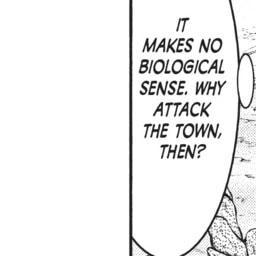 IT
MAKES NO
BIOLOGICAL
SENSE. WHY
ATTACK
THE TOWN,
THEN?